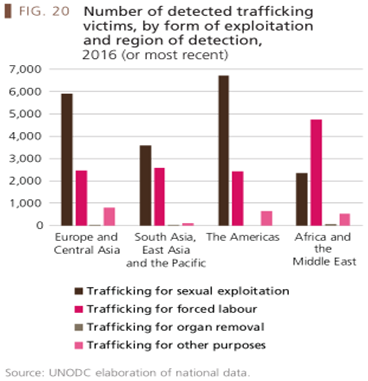 FIG. 20 Number of detected trafficking
victims, by form of exploitation
and region of detection,
2016 (or most recent)
7,000
6,000
5,000
4,000
3,000
2,000
1,000
0
Europe and
Central Asia
South Asia,
East Asia
and the Pacific
The Americas
Africa and
the
Middle East
Trafficking for sexual exploitation
Trafficking for forced labour
Trafficking for organ removal
Trafficking for other purposes
Source: UNODC elaboration of national data.